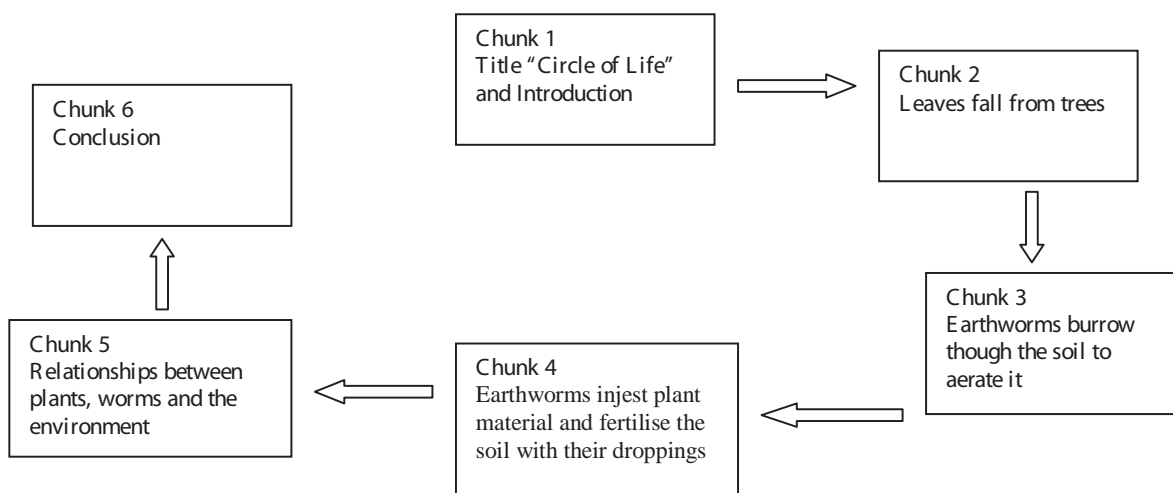 Chunk 1
Title “Circle of Life”
and Introduction
Chunk 2
Leaves fall from trees
Chunk 3
Earthworms burrow
though the soil to
aerate it
Chunk 4
Earthworms injest plant
material and fertilise the
soil with their droppings
Chunk 5
Relationships between
plants, worms and the
environment
Chunk 6
Conclusion